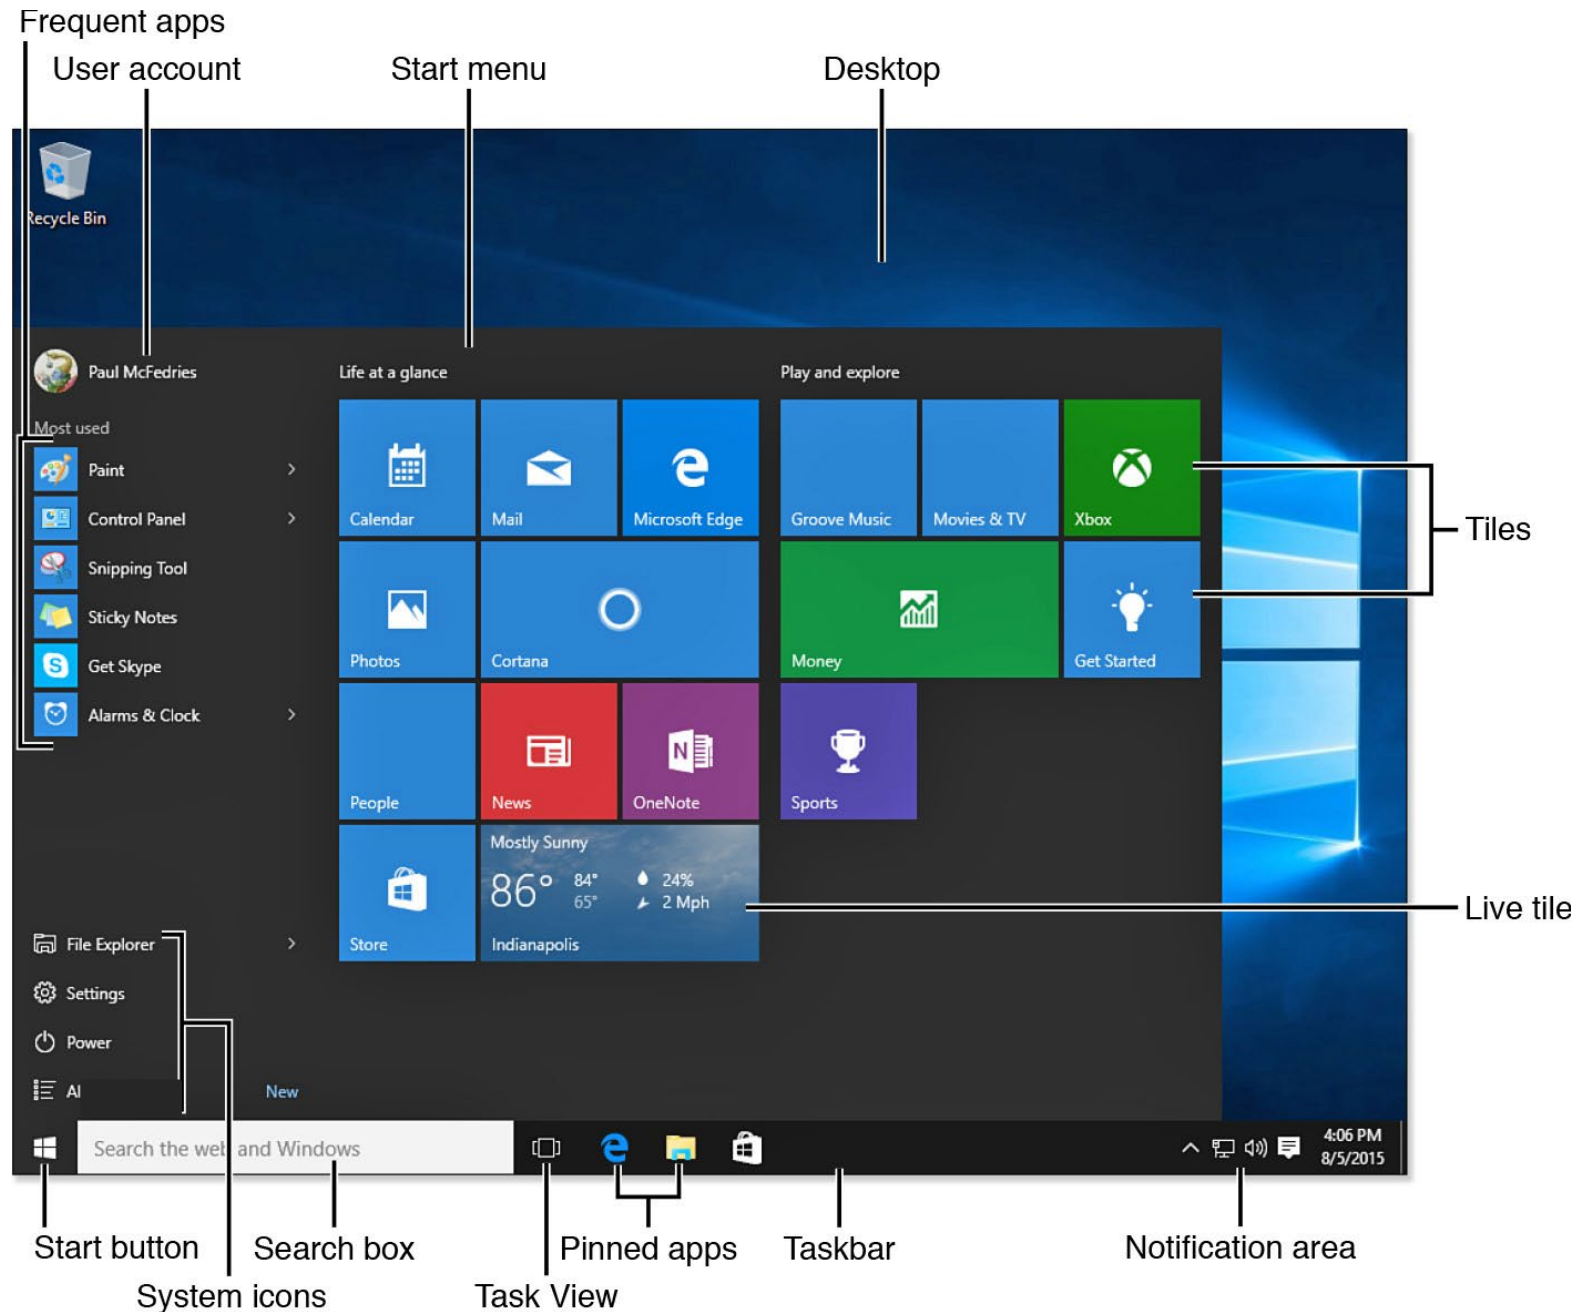 Frequent apps
User account
Start menu
Desktop
Recycle Bin
Paul McFedries
Life at a glance
Play and explore
Most used
Paint
Control Panel
Snipping Tool
Sticky Notes
Get Skype
Alarms & Clock
Calendar
Mail
Microsoft Edge
Groove Music
Movies & TV
Xbox
Tiles
Photos
Cortana
Money
Get Started
People
News
OneNote
Sports
Mostly Sunny
86° 84° 24%
65° 2 Mph
Store
Indianapolis
Live tile
File Explorer
Settings
Power
New
Search the web and Windows
4:06 PM
8/5/2015
Start button
Search box
Pinned apps
Taskbar
Notification area
System icons
Task View